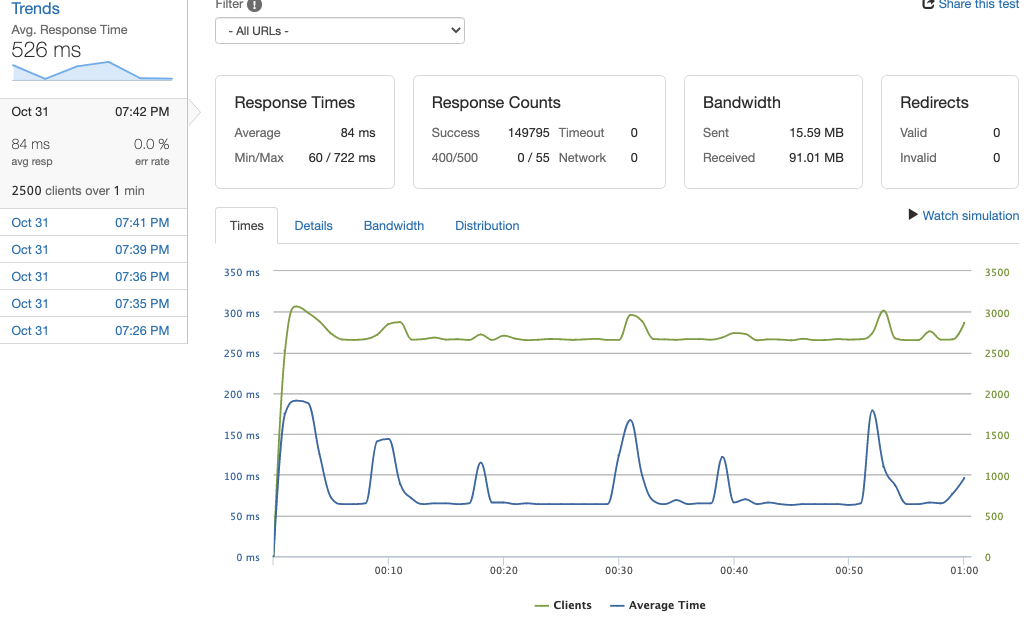 Trends
Avg. Response Time
526 ms
Oct 31 07:42 PM
84 ms 0.0 %
avg resp err rate
2500 clients over 1 min
Oct 31 07:41 PM
Oct 31 07:39 PM
Oct 31 07:36 PM
Oct 31 07:35 PM
Oct 31 07:26 PM
Filter !
Share this test
- All URLs -
Response Times
Average 84 ms
Min/Max 60 / 722 ms
Response Counts
Success 149795 Timeout 0
400/500 0 / 55 Network 0
Bandwidth
Sent 15.59 MB
Received 91.01 MB
Redirects
Valid 0
Invalid 0
Watch simulation
Times Details Bandwidth Distribution
350 ms 3500
300 ms 3000
250 ms 2500
200 ms 2000
150 ms 1500
100 ms 1000
50 ms 500
0 ms 0
00:10 00:20 00:30 00:40 00:50 01:00
Clients Average Time